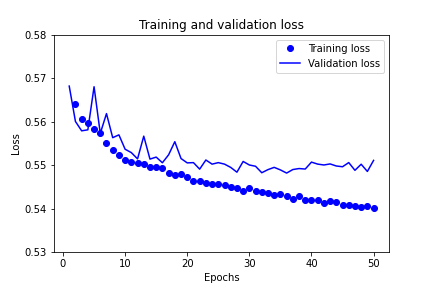 Training and validation loss
Training loss
Validation loss
0.58
0.57
0.56
0.55
0.54
0.53
Loss
0
10
20
30
40
50
Epochs